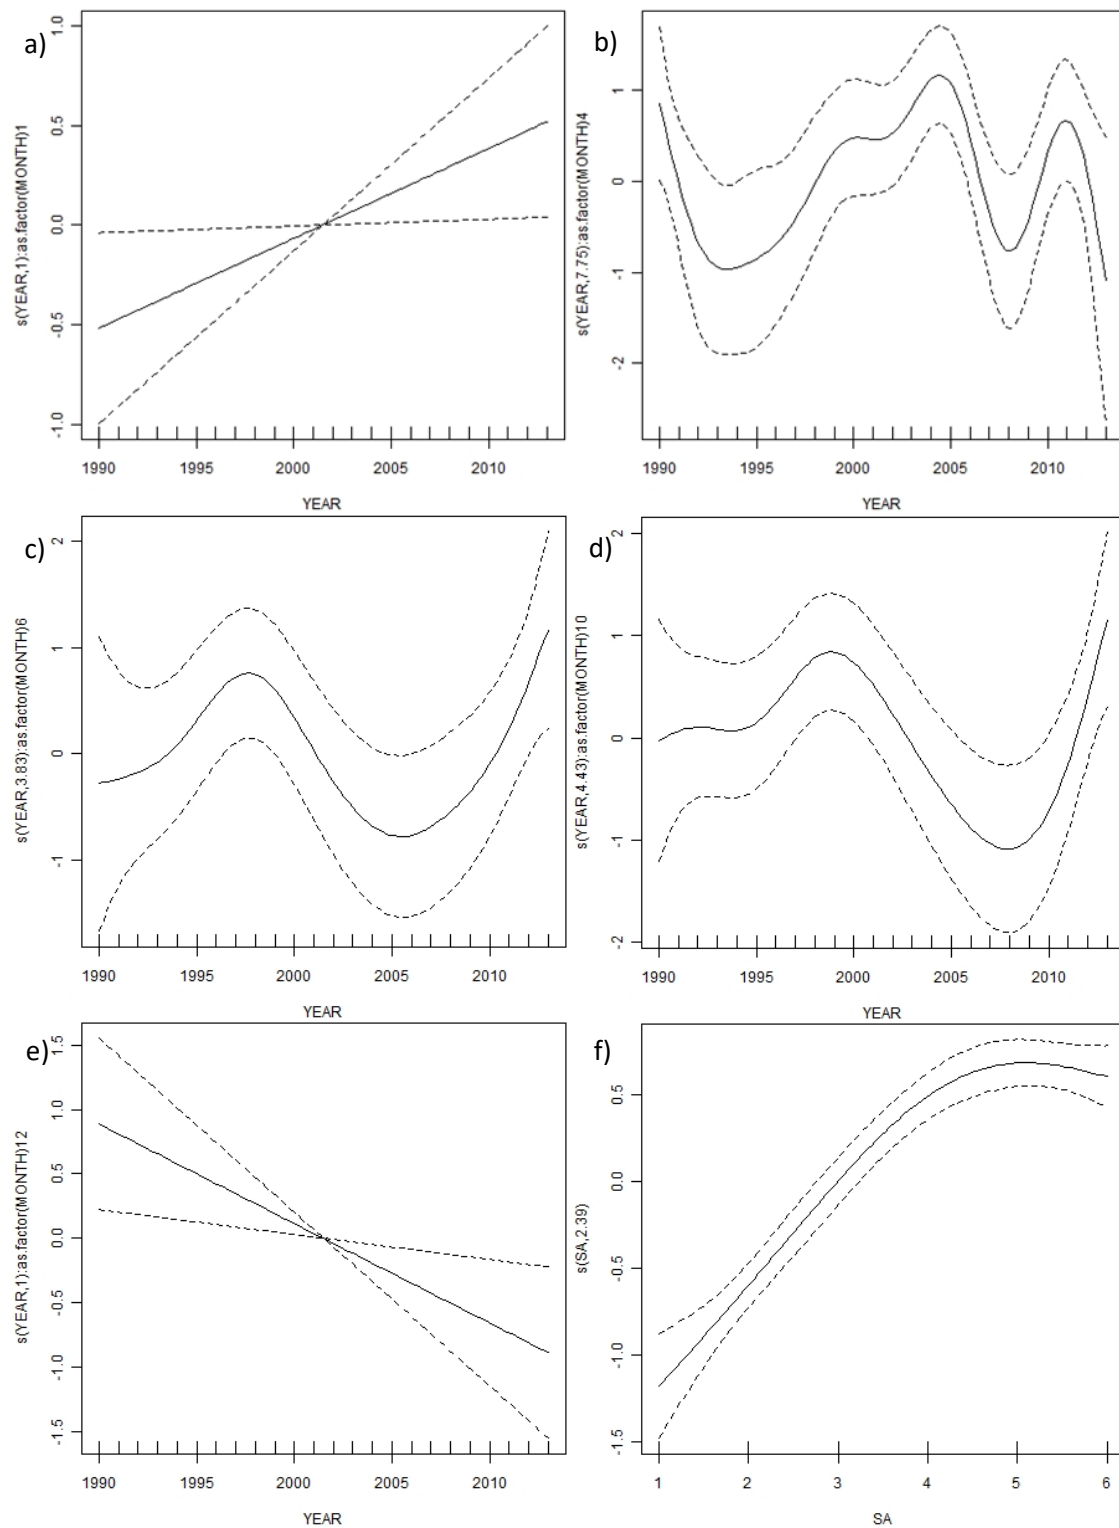 a)
s(YEAR,1):as.factor(MONTH)1
1.0
0.5
0.0
-0.5
-1.0
1990 1995 2000 2005 2010
YEAR
b)
s(YEAR,7.75):as.factor(MONTH)4
1
0
-1
-2
1990 1995 2000 2005 2010
YEAR
c)
s(YEAR,3.83):as.factor(MONTH)6
2
1
0
-1
1990 1995 2000 2005 2010
YEAR
d)
s(YEAR,4.43):as.factor(MONTH)10
2
1
0
-1
-2
1990 1995 2000 2005 2010
YEAR
e)
s(YEAR,1):as.factor(MONTH)12
1.5
1.0
0.5
0.0
-0.5
-1.0
-1.5
1990 1995 2000 2005 2010
YEAR
f)
s(SA,2.39)
0.5
0.0
-0.5
-1.0
-1.5
1 2 3 4 5 6
SA